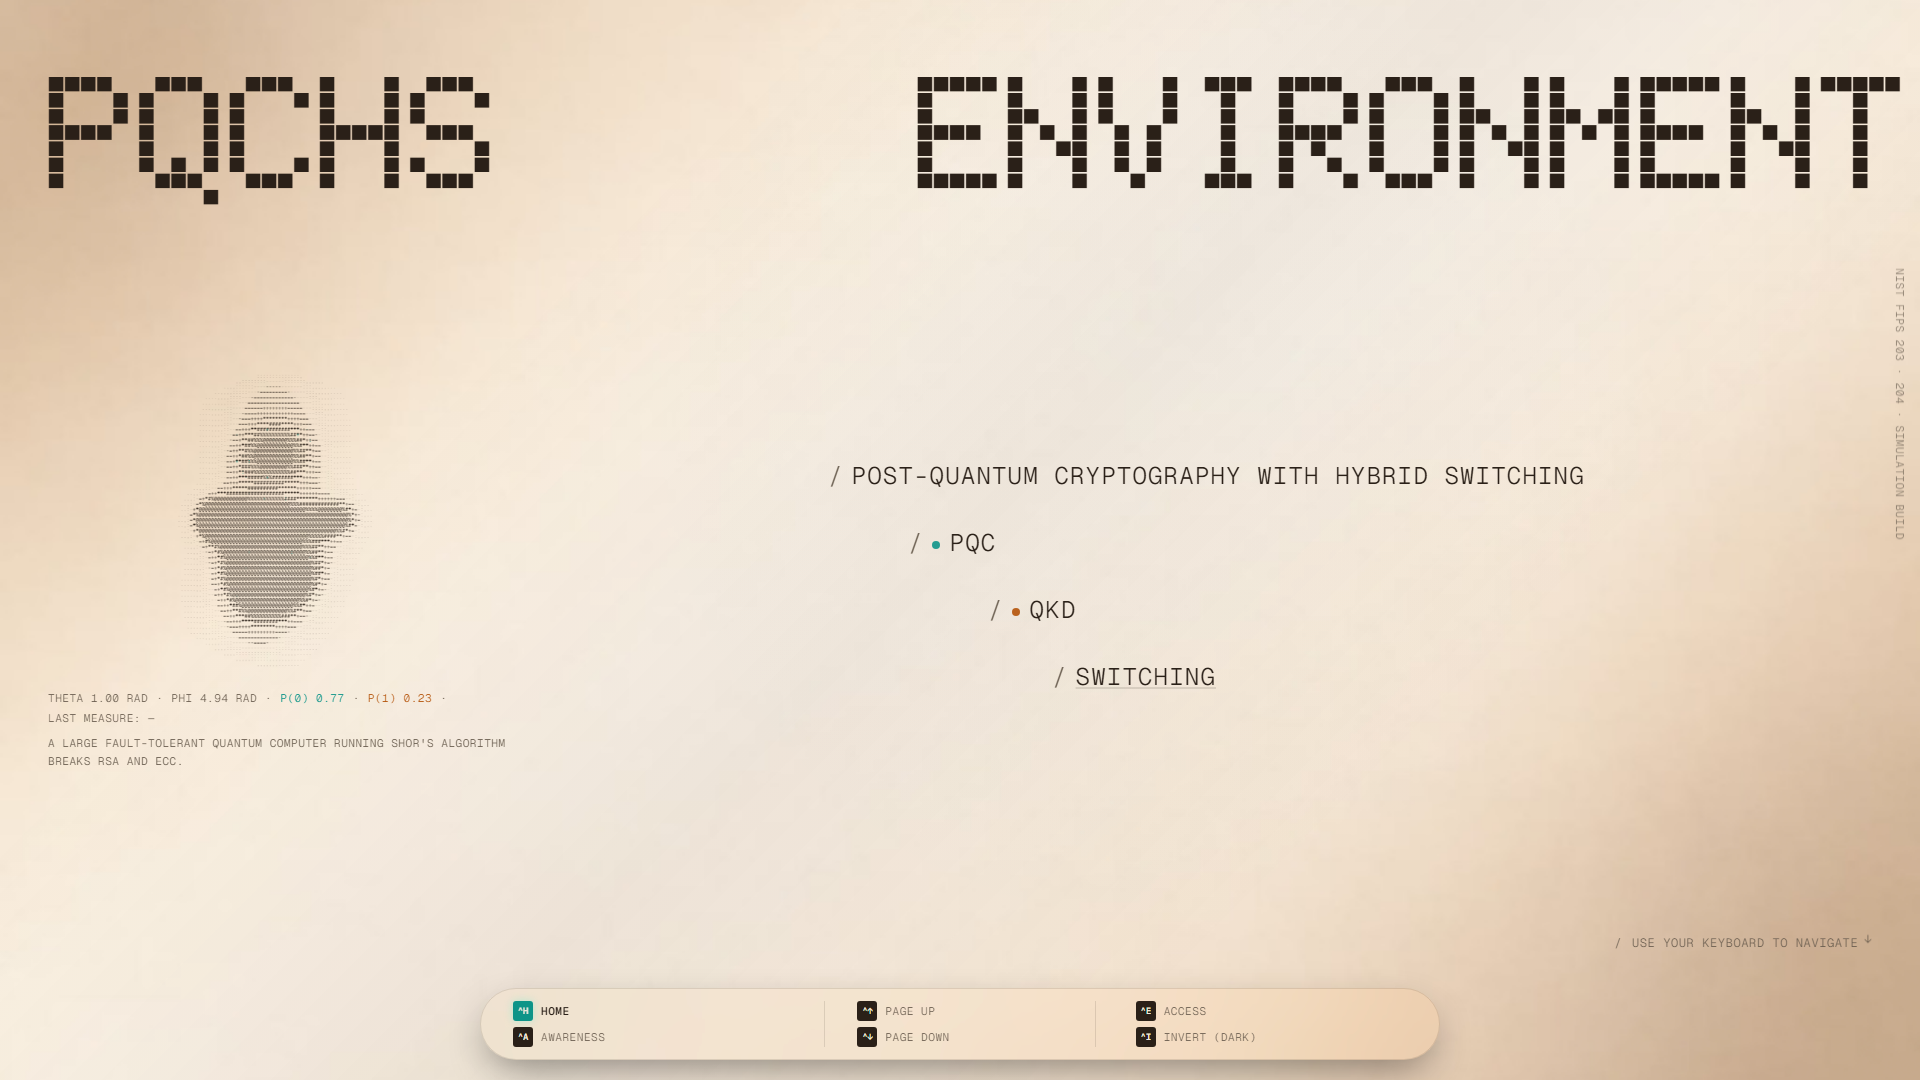 PQCHS ENVIRONMENT
NIST FIPS 203 · 204 · SIMULATION BUILD
/ POST-QUANTUM CRYPTOGRAPHY WITH HYBRID SWITCHING
/ • PQC
/ • QKD
/ SWITCHING
THETA 1.00 RAD · PHI 4.94 RAD · P(0) 0.77 · P(1) 0.23 ·
LAST MEASURE: —
A LARGE FAULT-TOLERANT QUANTUM COMPUTER RUNNING SHOR'S ALGORITHM
BREAKS RSA AND ECC.
/ USE YOUR KEYBOARD TO NAVIGATE ↓
^H HOME
^A AWARENESS
^↑ PAGE UP
^↓ PAGE DOWN
^E ACCESS
^I INVERT (DARK)